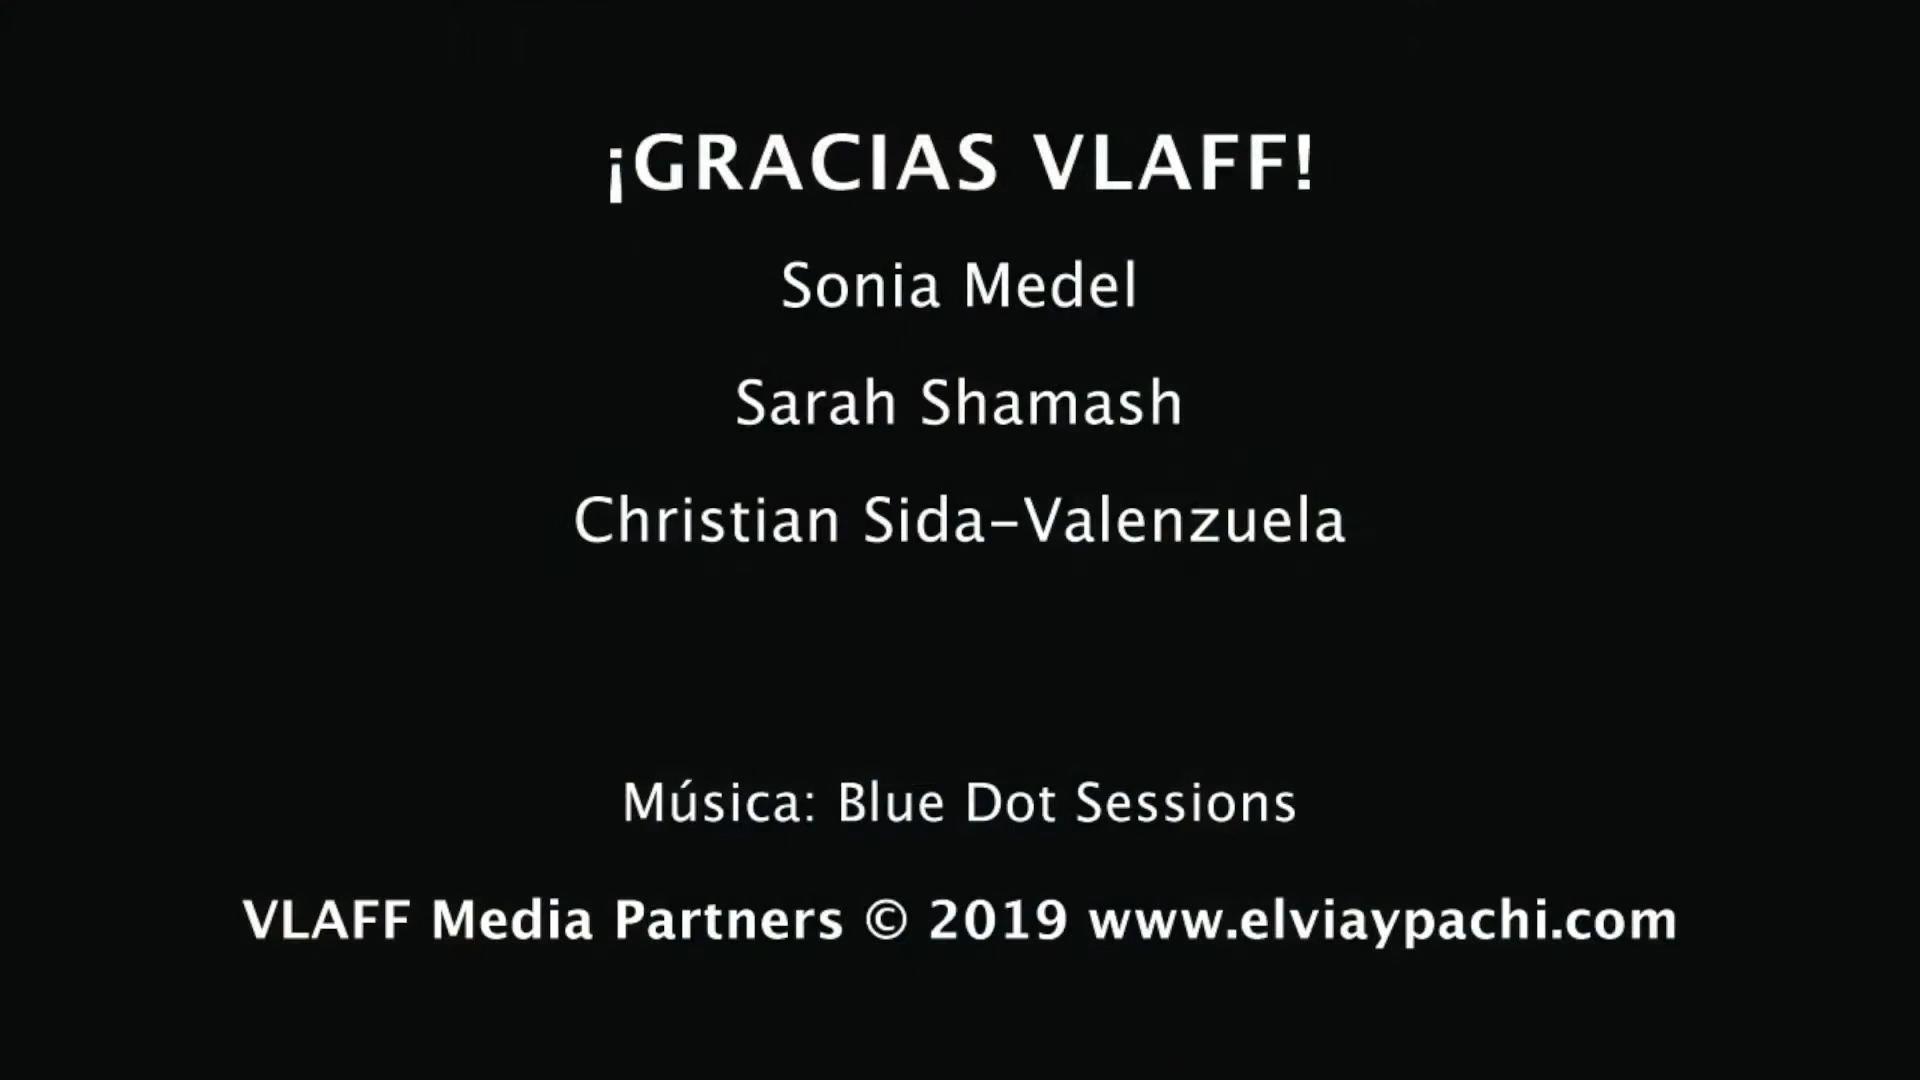 ¡GRACIAS VLAFF!
Sonia Medel
Sarah Shamash
Christian Sida-Valenzuela
Música: Blue Dot Sessions
VLAFF Media Partners © 2019 www.elviaypachi.com